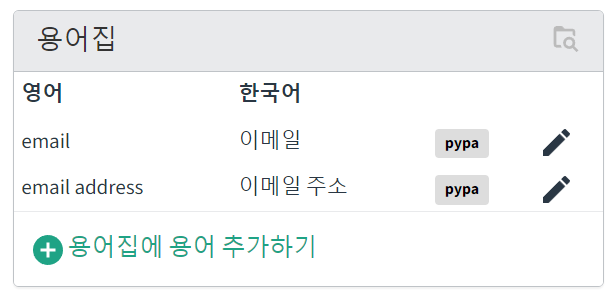 용어집
영어 한국어
email 이메일 pypa
email address 이메일 주소 pypa
용어집에 용어 추가하기